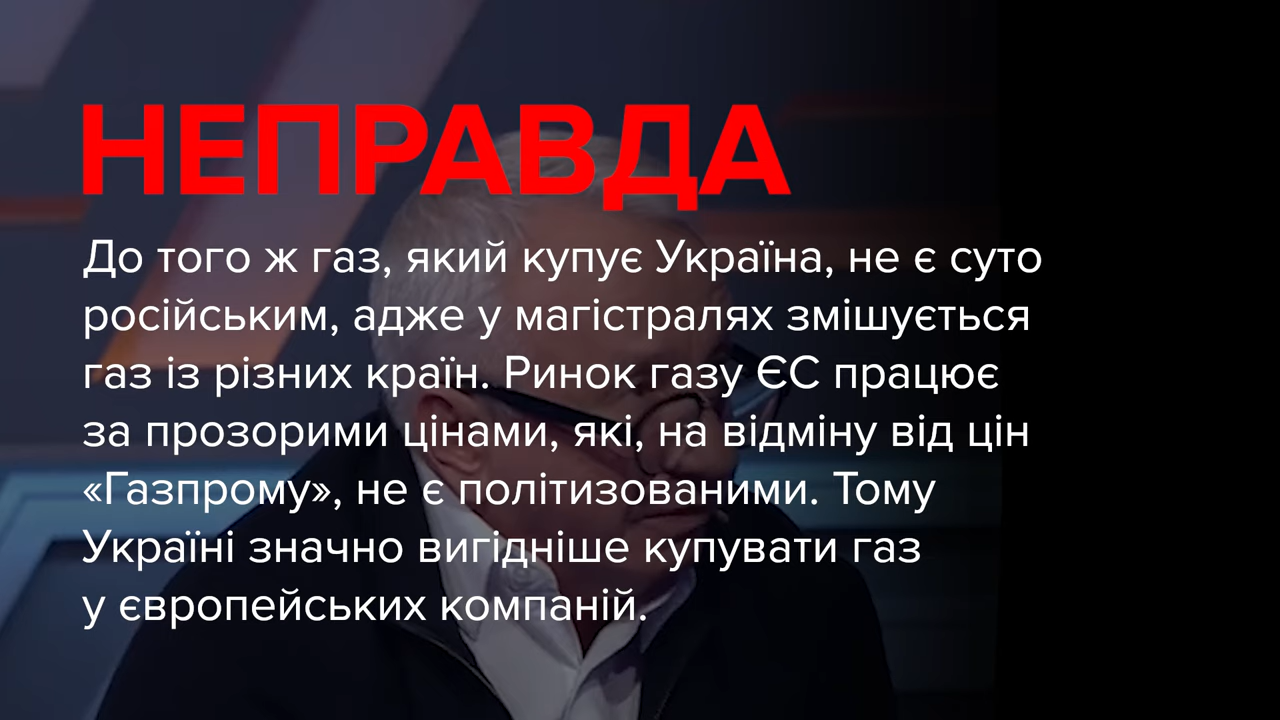 НЕПРАВДА
До того ж газ, який купує Україна, не є суто
російським, адже у магістралях змішується
газ із різних країн. Ринок газу ЄС працює
за прозорими цінами, які, на відміну від цін
«Газпрому», не є політизованими. Тому
Україні значно вигідніше купувати газ
у європейських компаній.